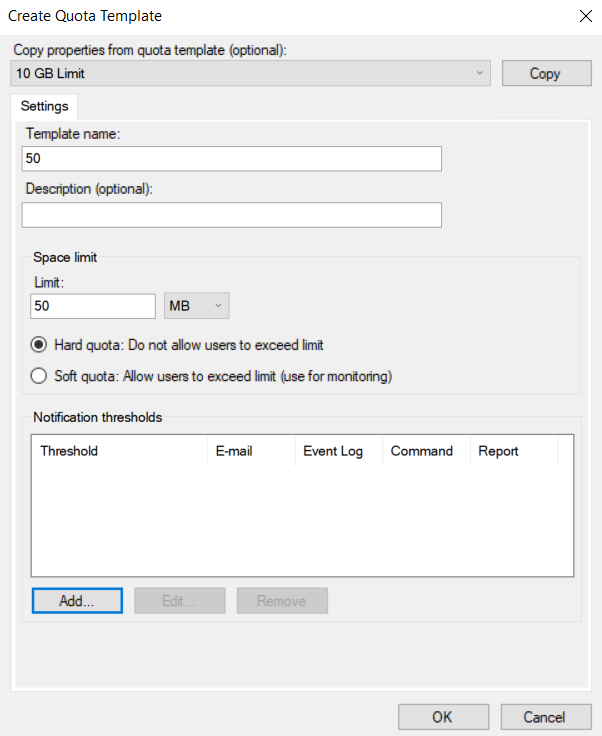 Create Quota Template
Copy properties from quota template (optional):
10 GB Limit
Copy
Settings
Template name:
50
Description (optional):
Space limit
Limit:
50 MB
Hard quota: Do not allow users to exceed limit
Soft quota: Allow users to exceed limit (use for monitoring)
Notification thresholds
Threshold E-mail Event Log Command Report
Add... Edit... Remove
OK Cancel